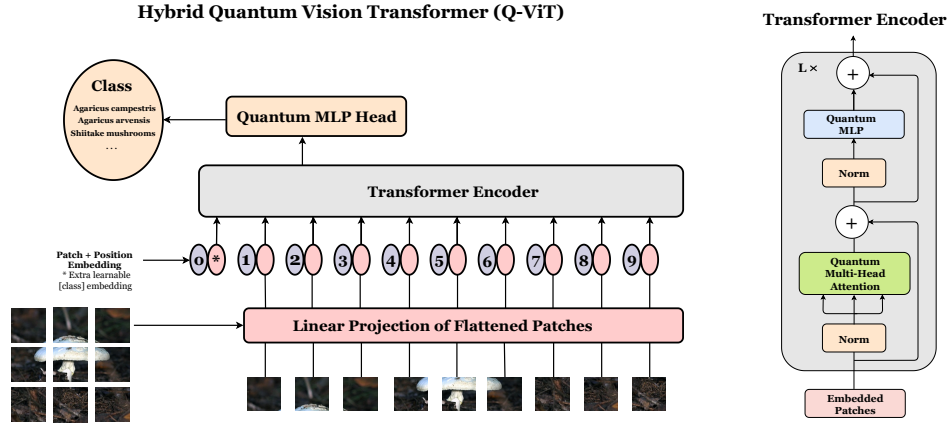 Hybrid Quantum Vision Transformer (Q-ViT)
Class
Agaricus campestris
Agaricus arvensis
Shiitake mushrooms
...
Quantum MLP Head
Transformer Encoder
Patch + Position
Embedding
* Extra learnable
[class] embedding
0 * 1 2 3 4 5 6 7 8 9
Linear Projection of Flattened Patches
Transformer Encoder
L ×
+
Quantum
MLP
Norm
+
Quantum
Multi-Head
Attention
Norm
Embedded
Patches